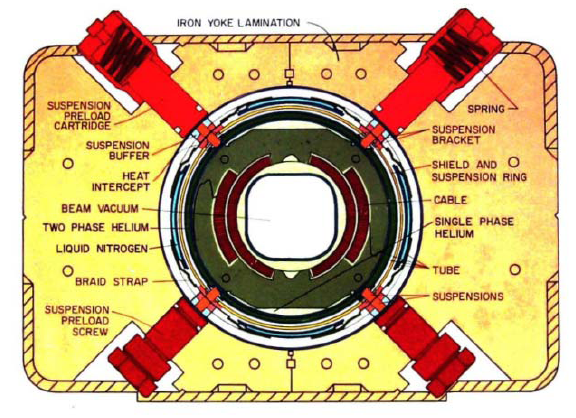 IRON YOKE LAMINATION
SUSPENSION
PRELOAD
CARTRIDGE
SUSPENSION
BUFFER
HEAT
INTERCEPT
BEAM VACUUM
TWO PHASE HELIUM
LIQUID NITROGEN
BRAID STRAP
SUSPENSION
PRELOAD
SCREW
SPRING
SUSPENSION
BRACKET
SHIELD AND
SUSPENSION RING
CABLE
SINGLE PHASE
HELIUM
TUBE
SUSPENSIONS